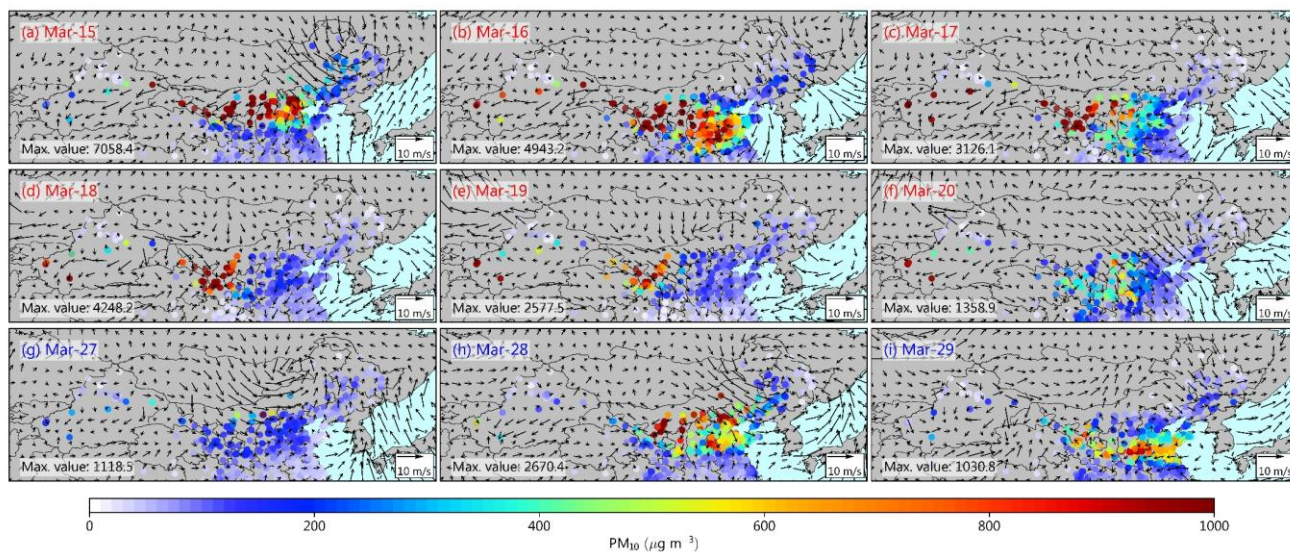 (a) Mar-15
Max. value: 7058.4
10 m/s
(b) Mar-16
Max. value: 4943.2
10 m/s
(c) Mar-17
Max. value: 3126.1
10 m/s
(d) Mar-18
Max. value: 4248.2
10 m/s
(e) Mar-19
Max. value: 2577.5
10 m/s
(f) Mar-20
Max. value: 1358.9
10 m/s
(g) Mar-27
Max. value: 1118.5
10 m/s
(h) Mar-28
Max. value: 2670.4
10 m/s
(i) Mar-29
Max. value: 1030.8
10 m/s
0 200 400 600 800 1000
PM₁₀ (μg m⁻³)